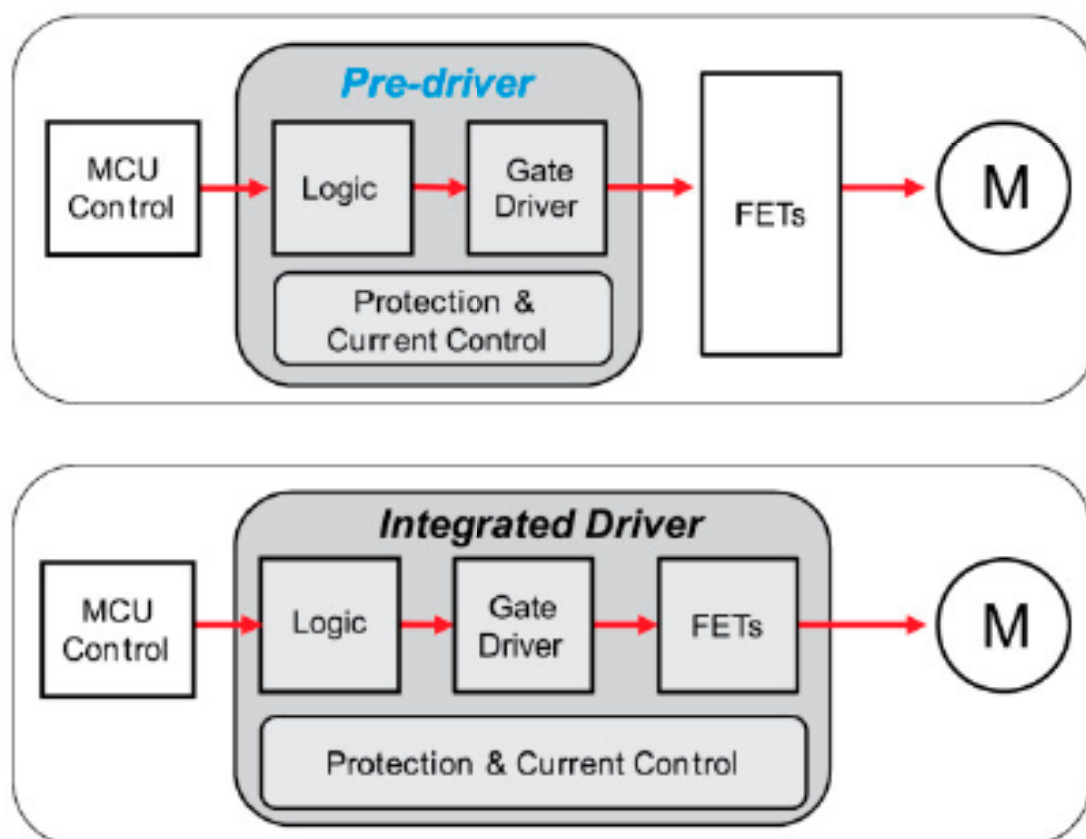 Pre-driver
MCU
Control
Logic
Gate
Driver
FETs
M
Protection &
Current Control
Integrated Driver
MCU
Control
Logic
Gate
Driver
FETs
M
Protection & Current Control